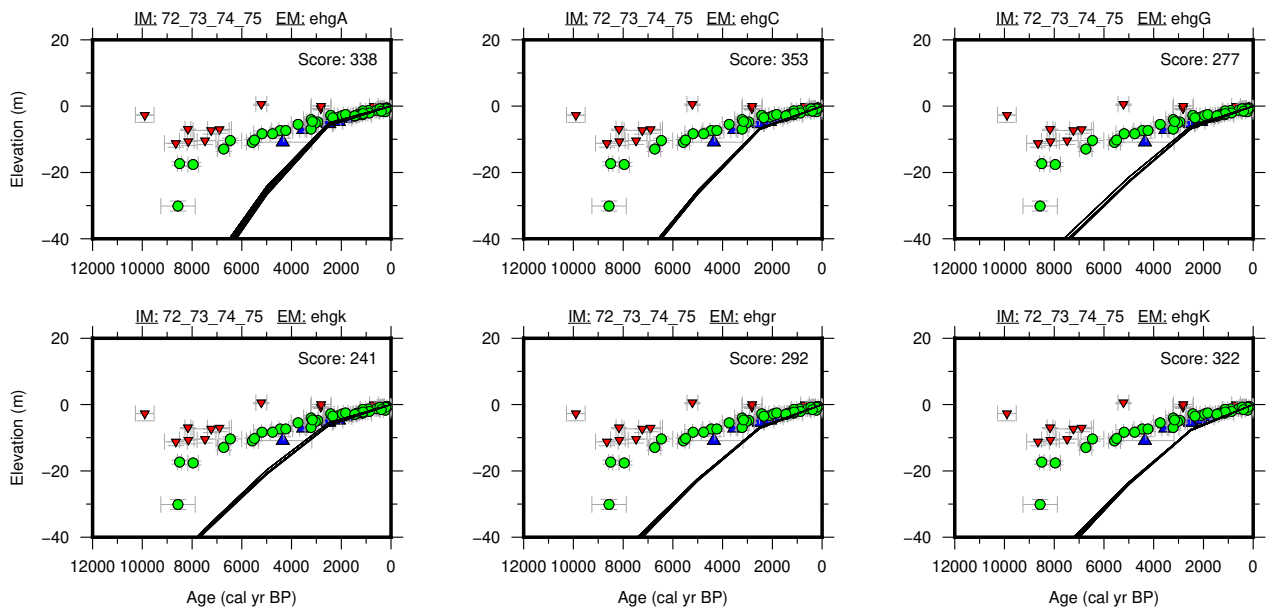 IM: 72_73_74_75 EM: ehgA
IM: 72_73_74_75 EM: ehgC
IM: 72_73_74_75 EM: ehgG
20
0
−20
−40
Elevation (m)
Score: 338
12000 10000 8000 6000 4000 2000 0
20
0
−20
−40
Score: 353
12000 10000 8000 6000 4000 2000 0
20
0
−20
−40
Score: 277
12000 10000 8000 6000 4000 2000 0
IM: 72_73_74_75 EM: ehgk
IM: 72_73_74_75 EM: ehgr
IM: 72_73_74_75 EM: ehgK
20
0
−20
−40
Elevation (m)
Score: 241
12000 10000 8000 6000 4000 2000 0
Age (cal yr BP)
20
0
−20
−40
Score: 292
12000 10000 8000 6000 4000 2000 0
Age (cal yr BP)
20
0
−20
−40
Score: 322
12000 10000 8000 6000 4000 2000 0
Age (cal yr BP)